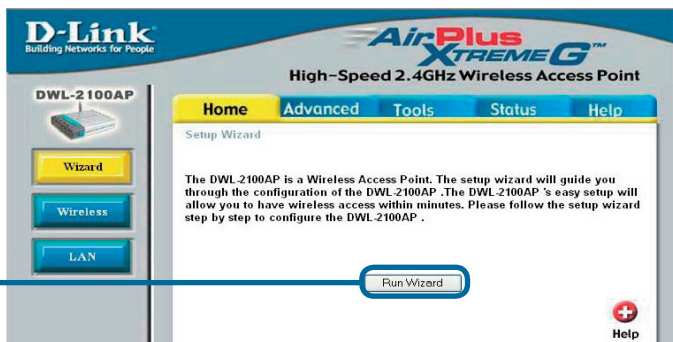 D-Link
Building Networks for People
AirPlus
XTREME G™
High-Speed 2.4GHz Wireless Access Point
DWL-2100AP
Home Advanced Tools Status Help
Setup Wizard
Wizard
Wireless
LAN
The DWL-2100AP is a Wireless Access Point. The setup wizard will guide you
through the configuration of the DWL-2100AP .The DWL-2100AP 's easy setup will
allow you to have wireless access within minutes. Please follow the setup wizard
step by step to configure the DWL-2100AP .
Run Wizard
Help